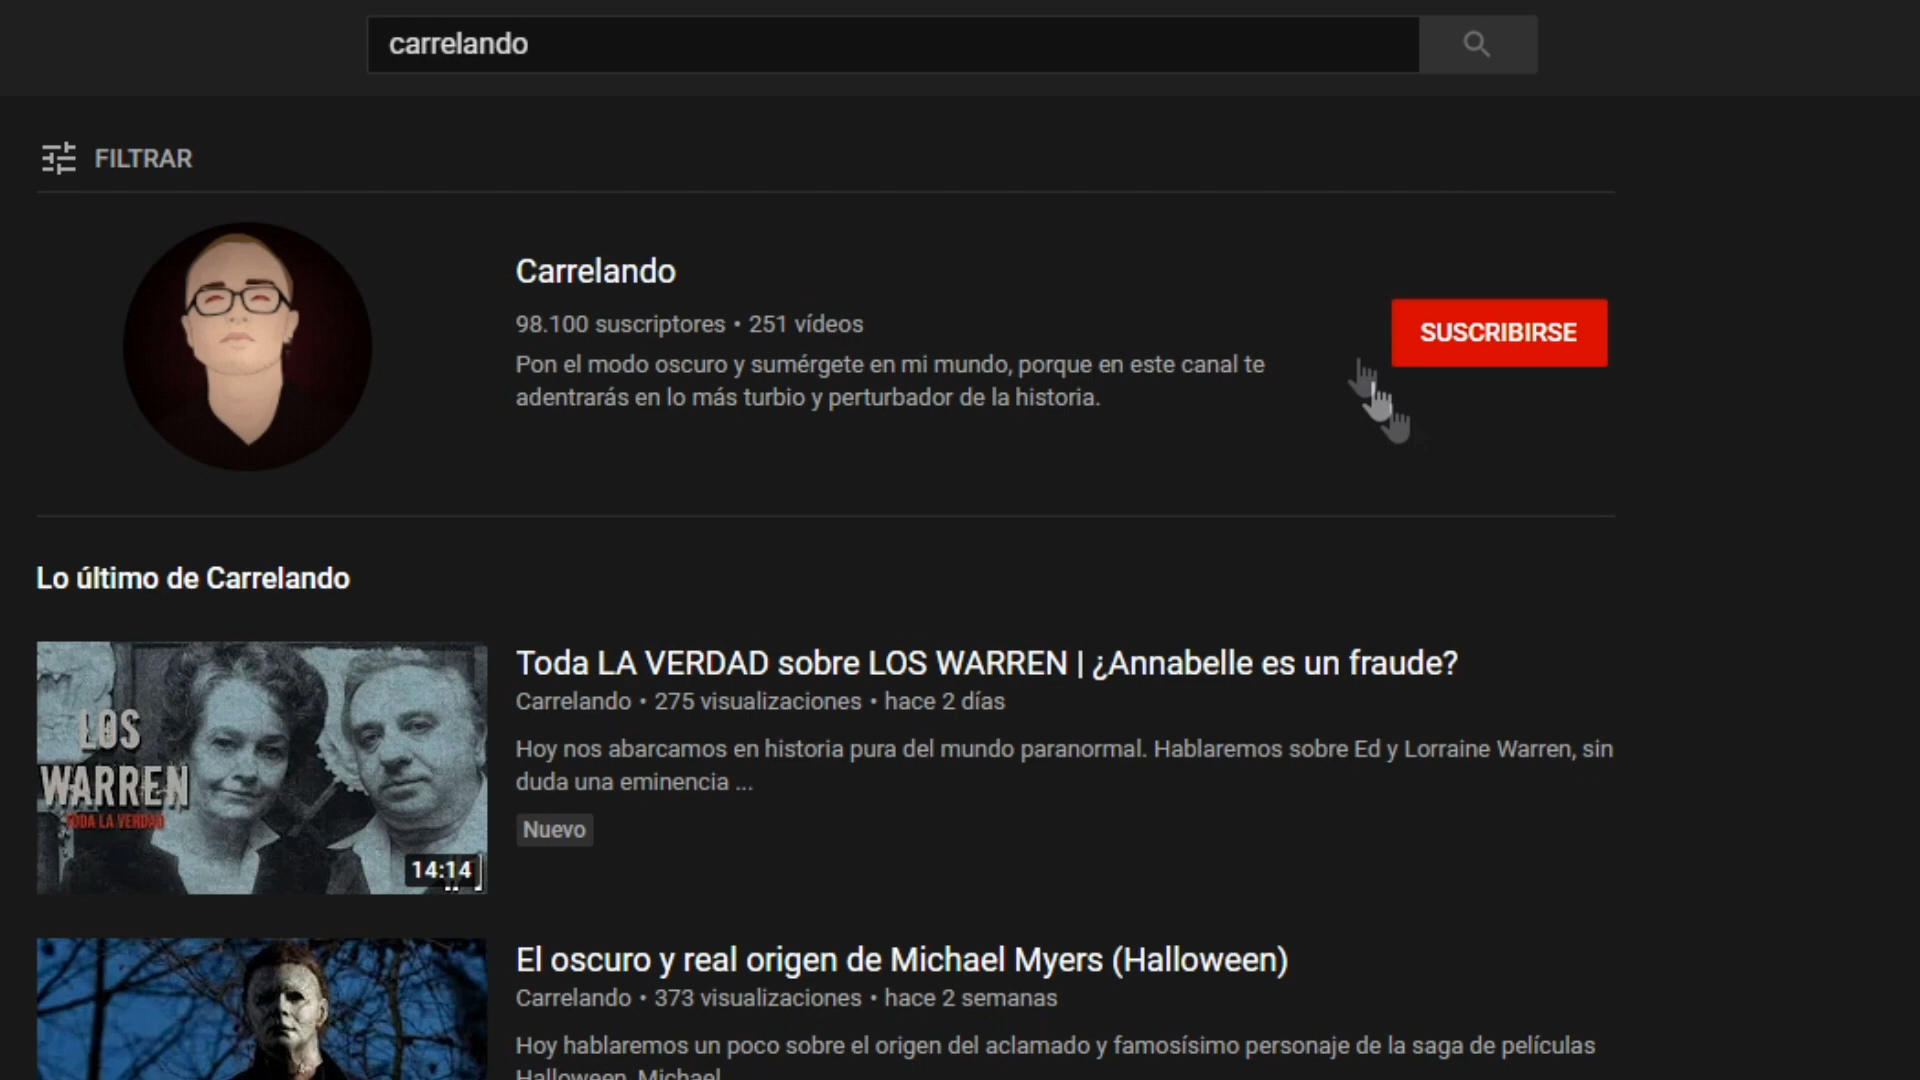 carrelando
FILTRAR
Carrelando
98.100 suscriptores • 251 vídeos
SUSCRIBIRSE
Pon el modo oscuro y sumérgete en mi mundo, porque en este canal te
adentrarás en lo más turbio y perturbador de la historia.
Lo último de Carrelando
LOS
WARREN
TODA LA VERDAD
14:14
Toda LA VERDAD sobre LOS WARREN | ¿Annabelle es un fraude?
Carrelando • 275 visualizaciones • hace 2 días
Hoy nos abarcamos en historia pura del mundo paranormal. Hablaremos sobre Ed y Lorraine Warren, sin
duda una eminencia ...
Nuevo
El oscuro y real origen de Michael Myers (Halloween)
Carrelando • 373 visualizaciones • hace 2 semanas
Hoy hablaremos un poco sobre el origen del aclamado y famosísimo personaje de la saga de películas
Halloween, Michael